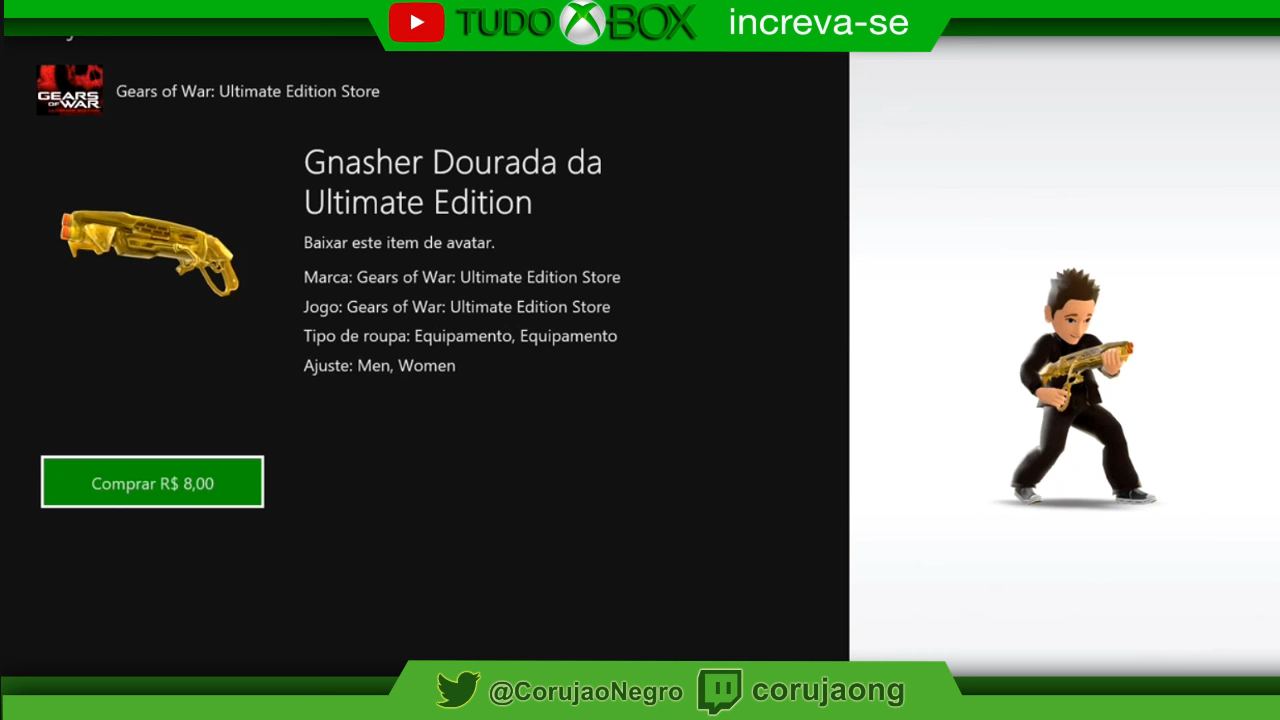 TUDO BOX increva-se
GEARS
OF WAR
Gears of War: Ultimate Edition Store
Gnasher Dourada da
Ultimate Edition
Baixar este item de avatar.
Marca: Gears of War: Ultimate Edition Store
Jogo: Gears of War: Ultimate Edition Store
Tipo de roupa: Equipamento, Equipamento
Ajuste: Men, Women
Comprar R$ 8,00
@CorujaoNegro corujaong